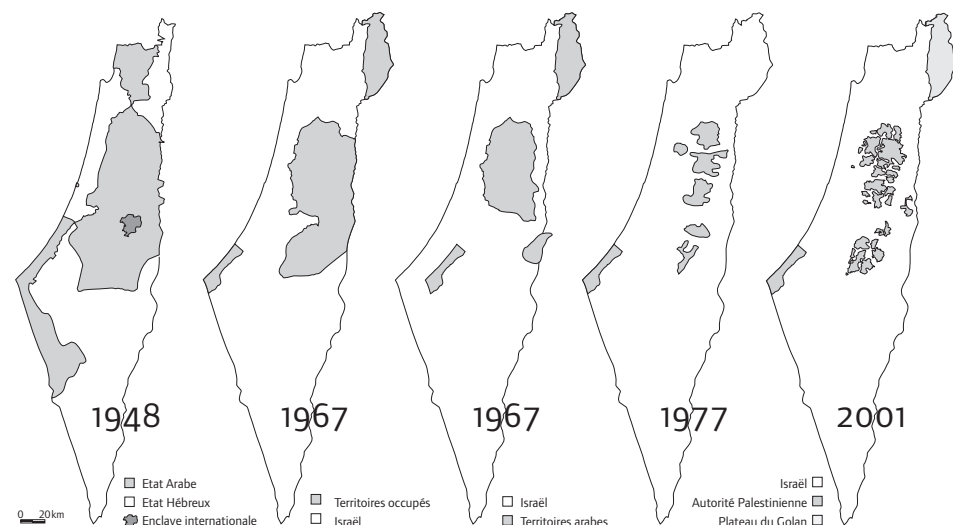 1948
1967
1967
1977
2001
Etat Arabe
Etat Hébreux
Enclave internationale
Territoires occupés
Israël
Israël
Territoires arabes
Israël
Autorité Palestinienne
Plateau du Golan
0 20km